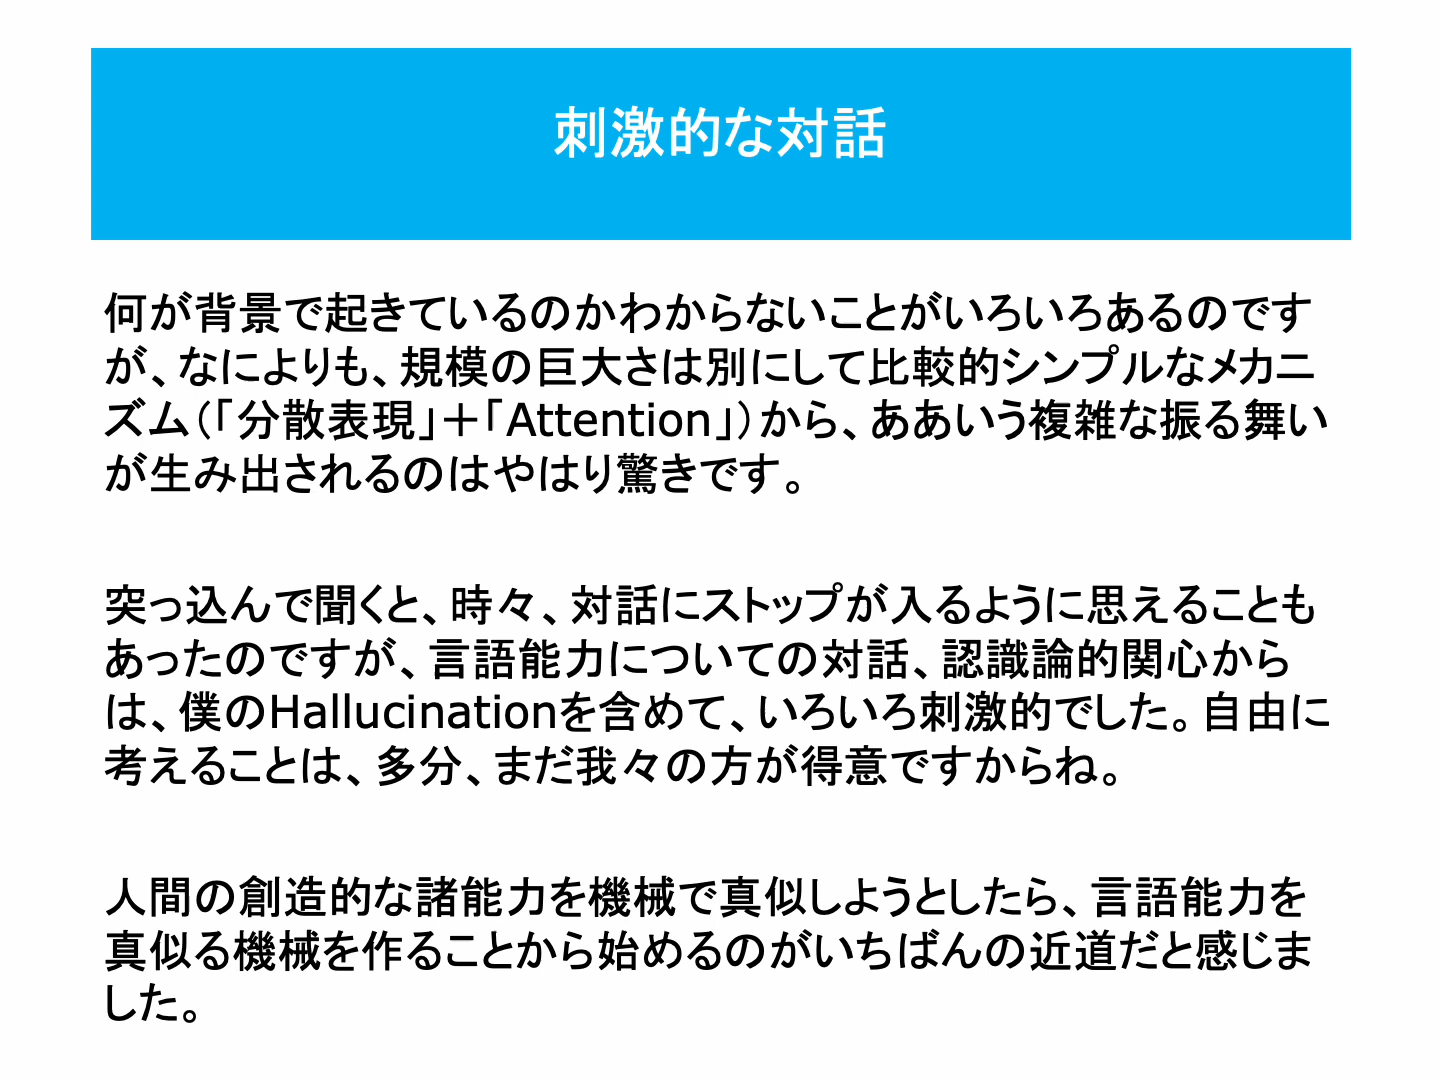 刺激的な対話
何が背景で起きているのかわからないことがいろいろあるのです
が、なによりも、規模の巨大さは別にして比較的シンプルなメカニ
ズム（「分散表現」＋「Attention」）から、ああいう複雑な振る舞い
が生み出されるのはやはり驚きです。
突っ込んで聞くと、時々、対話にストップが入るように思えることも
あったのですが、言語能力についての対話、認識論的関心から
は、僕のHallucinationを含めて、いろいろ刺激的でした。自由に
考えることは、多分、まだ我々の方が得意ですからね。
人間の創造的な諸能力を機械で真似しようとしたら、言語能力を
真似る機械を作ることから始めるのがいちばんの近道だと感じま
した。